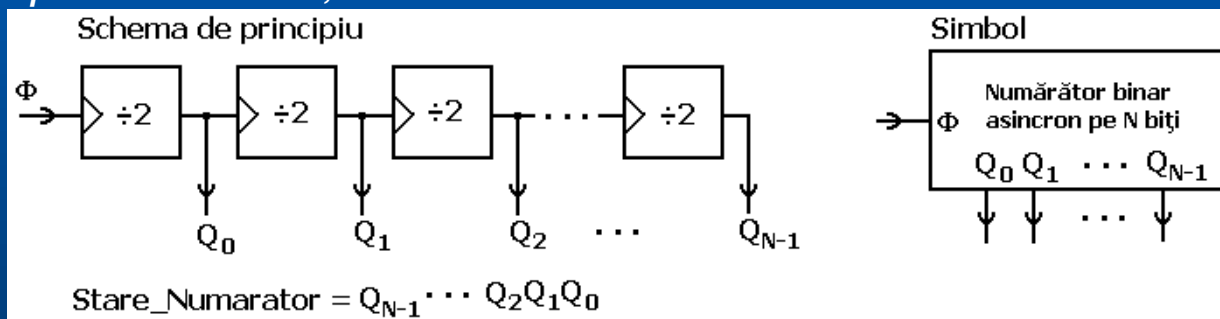 Schema de principiu
Φ ÷2 ÷2 ÷2 ··· ÷2
Q0 Q1 Q2 ··· QN-1
Stare_Numarator = QN-1 ··· Q2Q1Q0
Simbol
Numărător binar
asincron pe N biţi
Φ
Q0 Q1 ··· QN-1
···